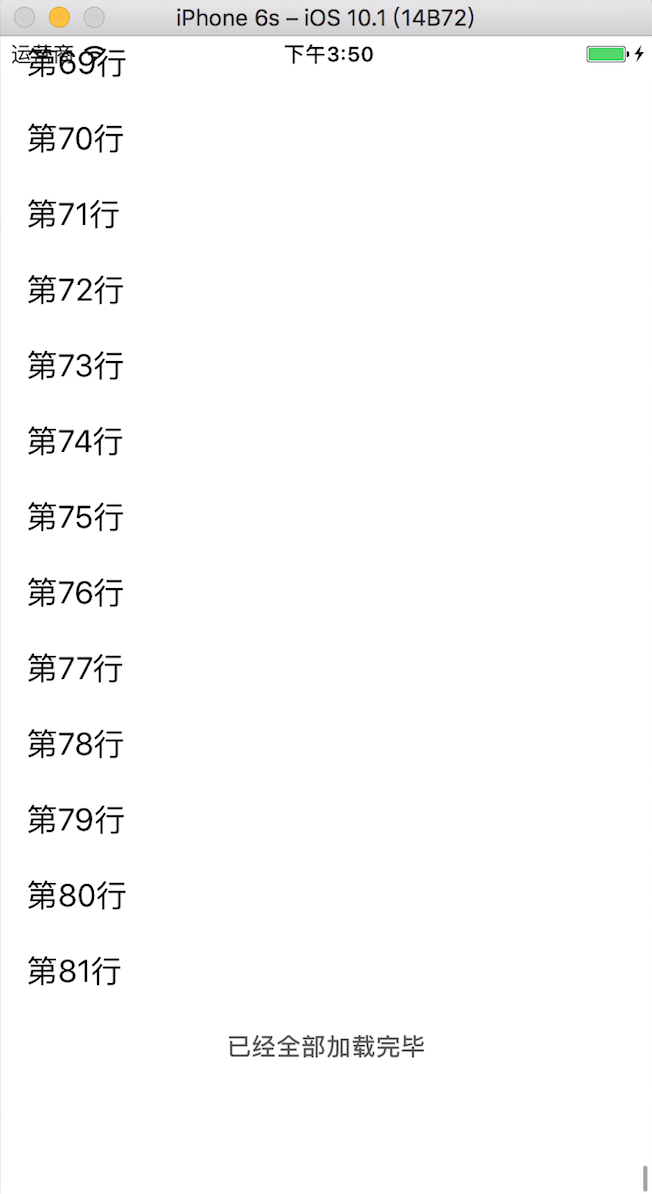 iPhone 6s – iOS 10.1 (14B72)
运营商 下午3:50
第69行
第70行
第71行
第72行
第73行
第74行
第75行
第76行
第77行
第78行
第79行
第80行
第81行
已经全部加载完毕